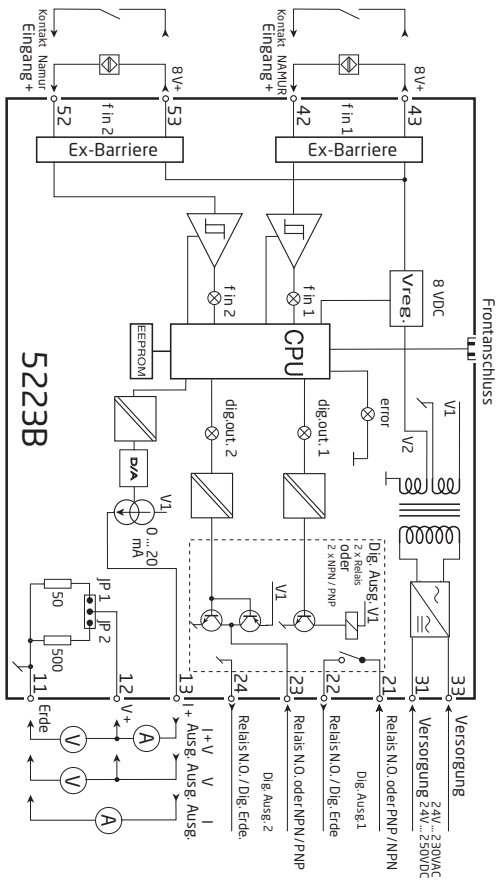 Frontanschluss
43
8 V+
f in 1
42
Kontakt NAMUR
Eingang +
53
8 V+
f in 2
52
Kontakt Namur
Eingang +
Ex-Barriere
Ex-Barriere
8 VDC
Vreg.
V1
V2
f in 1
f in 2
CPU
EEPROM
error
dig.out. 1
dig.out. 2
D/A
V1
0 ... 20
mA
Dig. Ausg. V1
2 x Relais
oder
2 x NPN / PNP
V1
JP 1
JP 2
50
500
5223B
33
Versorgung
24V... 230VAC
24V... 250VDC
31
Versorgung
21
Relais N.O. oder PNP / NPN
Dig. Ausg.1
22
Relais N.O. / Dig. Erde
23
Relais N.O. oder NPN / PNP
Dig. Ausg.2
24
Relais N.O. / Dig. Erde.
13
I+
12
V+
11
Erde
I + V Ausg.
V Ausg.
I Ausg.
A
V
V
A